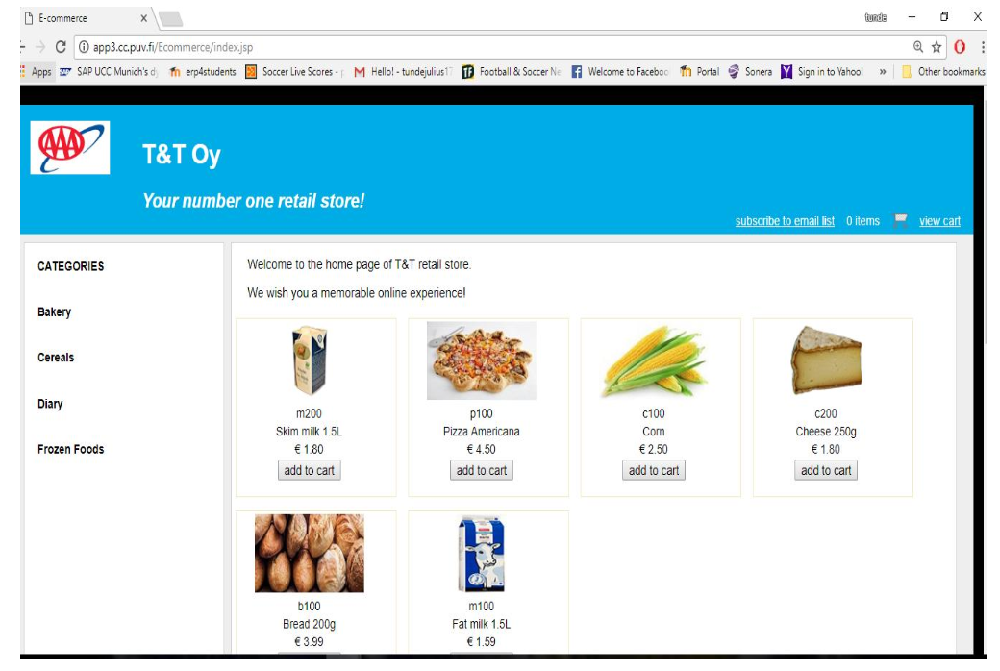 E-commerce
tunde
app3.cc.puv.fi/Ecommerce/index.jsp
Apps SAP UCC Munich's d erp4students Soccer Live Scores - Hello! - tundejulius1 Football & Soccer Ne Welcome to Faceboo Portal Sonera Sign in to Yahoo! » Other bookmarks
AAA
T&T Oy
Your number one retail store!
subscribe to email list 0 items view cart
CATEGORIES
Bakery
Cereals
Diary
Frozen Foods
Welcome to the home page of T&T retail store.
We wish you a memorable online experience!
m200
Skim milk 1.5L
€ 1.80
add to cart
p100
Pizza Americana
€ 4.50
add to cart
c100
Corn
€ 2.50
add to cart
c200
Cheese 250g
€ 1.80
add to cart
b100
Bread 200g
€ 3.99
m100
Fat milk 1.5L
€ 1.59